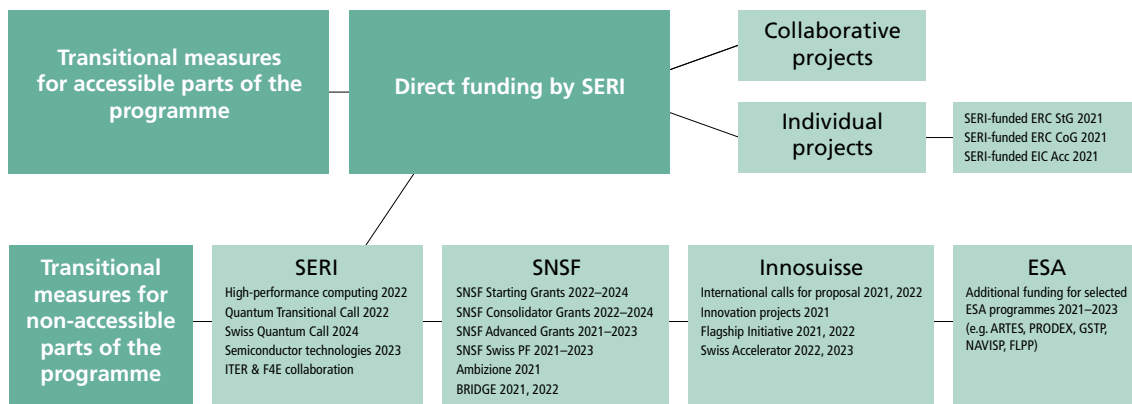 Transitional measures
for accessible parts of the
programme
Direct funding by SERI
Collaborative
projects
Individual
projects
SERI-funded ERC StG 2021
SERI-funded ERC CoG 2021
SERI-funded EIC Acc 2021
Transitional
measures for
non-accessible
parts of the
programme
SERI
High-performance computing 2022
Quantum Transitional Call 2022
Swiss Quantum Call 2024
Semiconductor technologies 2023
ITER & F4E collaboration
SNSF
SNSF Starting Grants 2022–2024
SNSF Consolidator Grants 2022–2024
SNSF Advanced Grants 2021–2023
SNSF Swiss PF 2021–2023
Ambizione 2021
BRIDGE 2021, 2022
Innosuisse
International calls for proposal 2021, 2022
Innovation projects 2021
Flagship Initiative 2021, 2022
Swiss Accelerator 2022, 2023
ESA
Additional funding for selected
ESA programmes 2021–2023
(e.g. ARTES, PRODEX, GSTP,
NAVISP, FLPP)